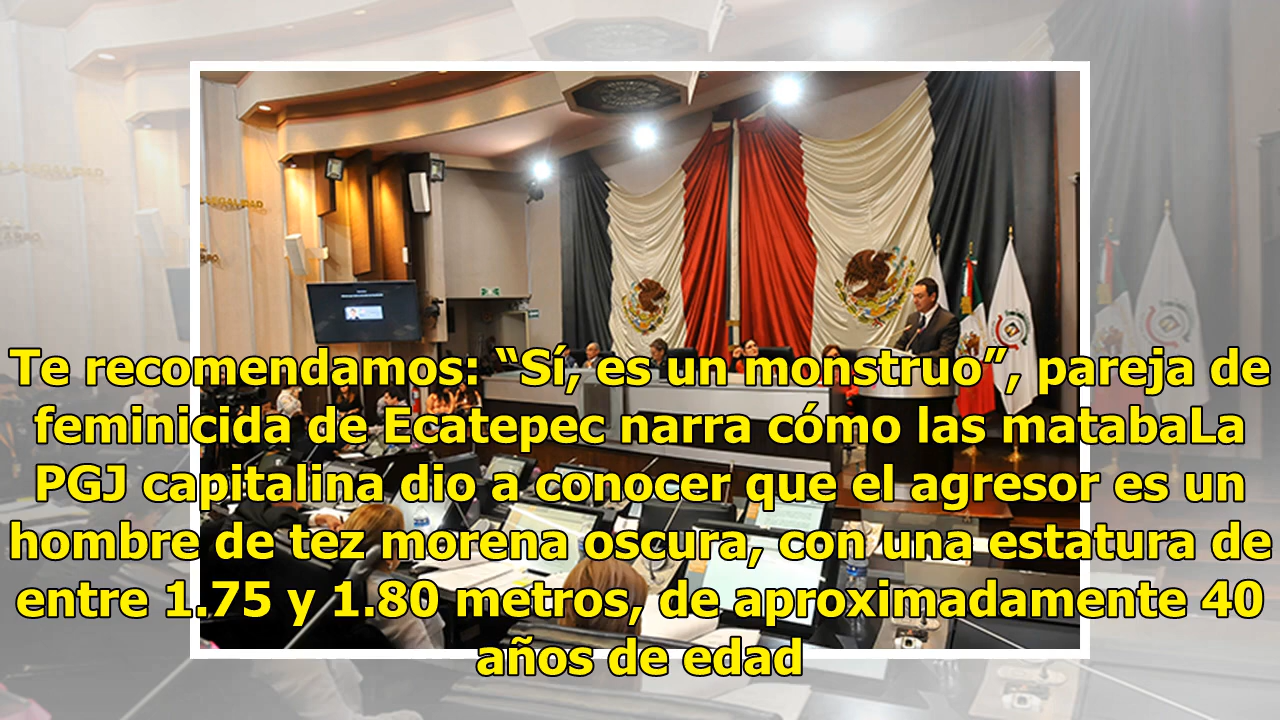 LEGALIDAD
Te recomendamos: “Sí, es un monstruo”, pareja de
feminicida de Ecatepec narra cómo las matabaLa
PGJ capitalina dio a conocer que el agresor es un
hombre de tez morena oscura, con una estatura de
entre 1.75 y 1.80 metros, de aproximadamente 40
años de edad